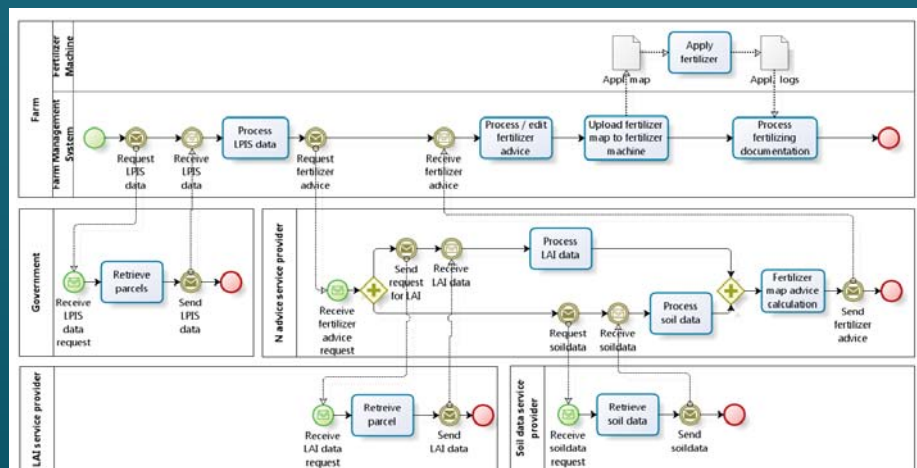 Farm
Fertilizer
Machine
Appl. map
Apply
fertilizer
Appl. logs
Farm Management
System
Request
LPIS
data
Receive
LPIS
data
Process
LPIS data
Request
fertilizer
advice
Receive
fertilizer
advice
Process / edit
fertilizer
advice
Upload fertilizer
map to fertilizer
machine
Process
fertilizing
documentation
Government
Receive
LPIS
data
request
Retrieve
parcels
Send
LPIS
data
N advice service provider
Receive
fertilizer
advice
request
Send
request
for LAI
Receive
LAI data
Process
LAI data
Request
soildata
Receive
soildata
Process
soil data
Fertilizer
map advice
calculation
Send
fertilizer
advice
LAI service provider
Receive
LAI data
request
Retreive
parcel
Send
LAI data
Soil data service
provider
Receive
soildata
request
Retrieve
soil data
Send
soildata